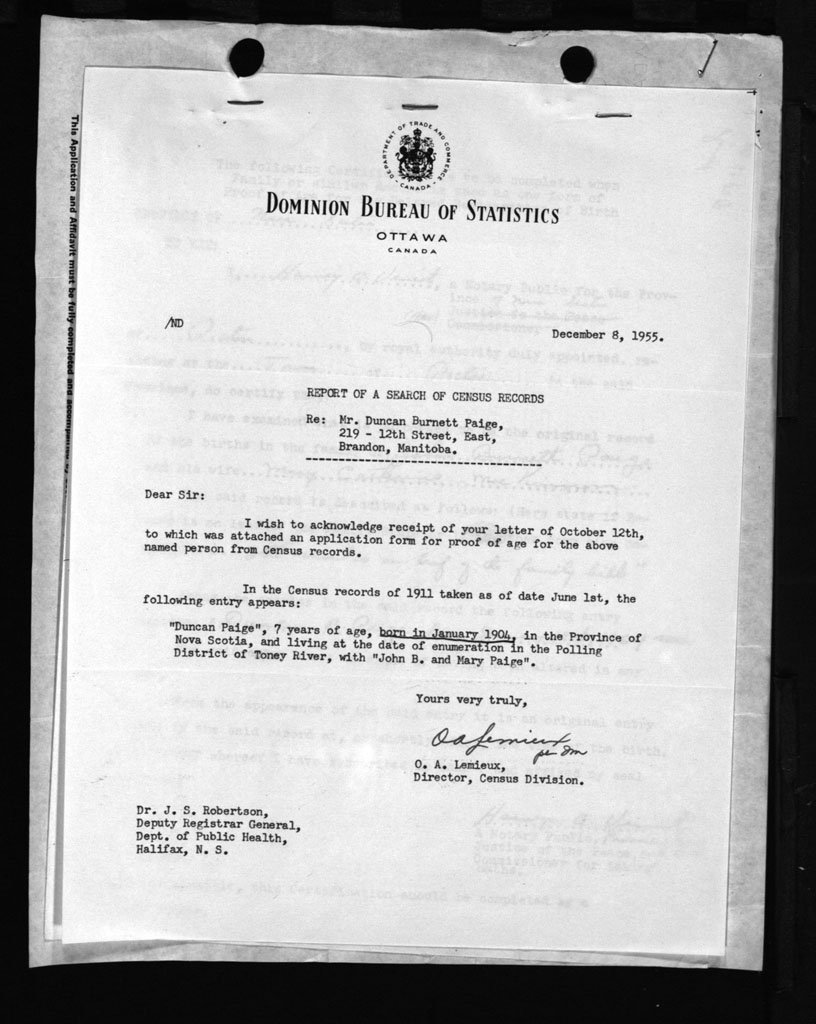 DEPARTMENT OF TRADE AND COMMERCE
CANADA
DOMINION BUREAU OF STATISTICS
OTTAWA
CANADA
/ND
December 8, 1955.
REPORT OF A SEARCH OF CENSUS RECORDS
Re: Mr. Duncan Burnett Paige,
219 - 12th Street, East,
Brandon, Manitoba.
Dear Sir:
I wish to acknowledge receipt of your letter of October 12th,
to which was attached an application form for proof of age for the above
named person from Census records.
In the Census records of 1911 taken as of date June 1st, the
following entry appears:
"Duncan Paige", 7 years of age, born in January 1904, in the Province of
Nova Scotia, and living at the date of enumeration in the Polling
District of Toney River, with "John B. and Mary Paige".
Yours very truly,
O A Lemieux
per dm
O. A. Lemieux,
Director, Census Division.
Dr. J. S. Robertson,
Deputy Registrar General,
Dept. of Public Health,
Halifax, N. S.
This Application and Affidavit must be fully completed and